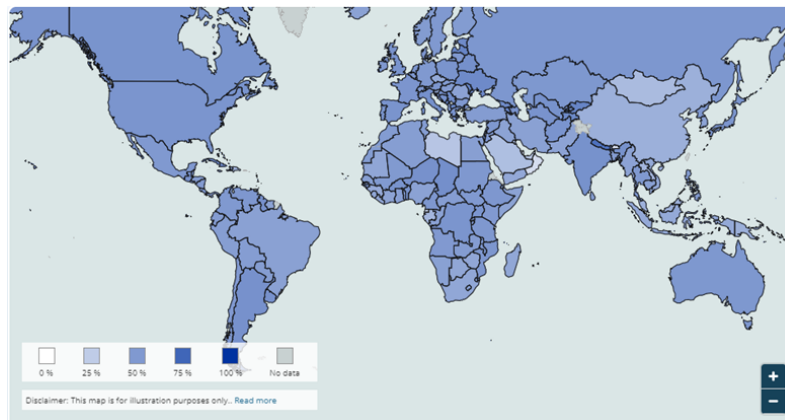 0 % 25 % 50 % 75 % 100 % No data
Disclaimer: This map is for illustration purposes only.. Read more
+
−